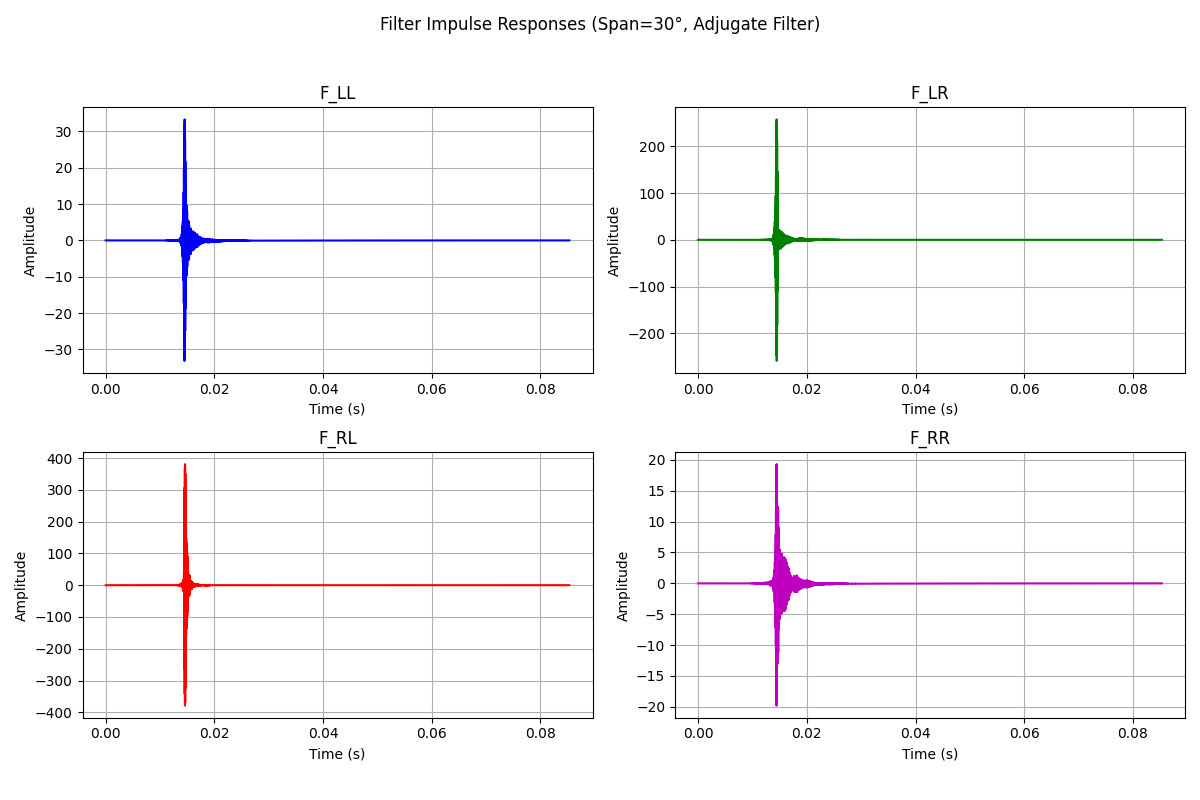 Filter Impulse Responses (Span=30°, Adjugate Filter)
F_LL
F_LR
Amplitude
30
20
10
0
−10
−20
−30
0.00 0.02 0.04 0.06 0.08
Time (s)
Amplitude
200
100
0
−100
−200
0.00 0.02 0.04 0.06 0.08
Time (s)
F_RL
F_RR
Amplitude
400
300
200
100
0
−100
−200
−300
−400
0.00 0.02 0.04 0.06 0.08
Time (s)
Amplitude
20
15
10
5
0
−5
−10
−15
−20
0.00 0.02 0.04 0.06 0.08
Time (s)